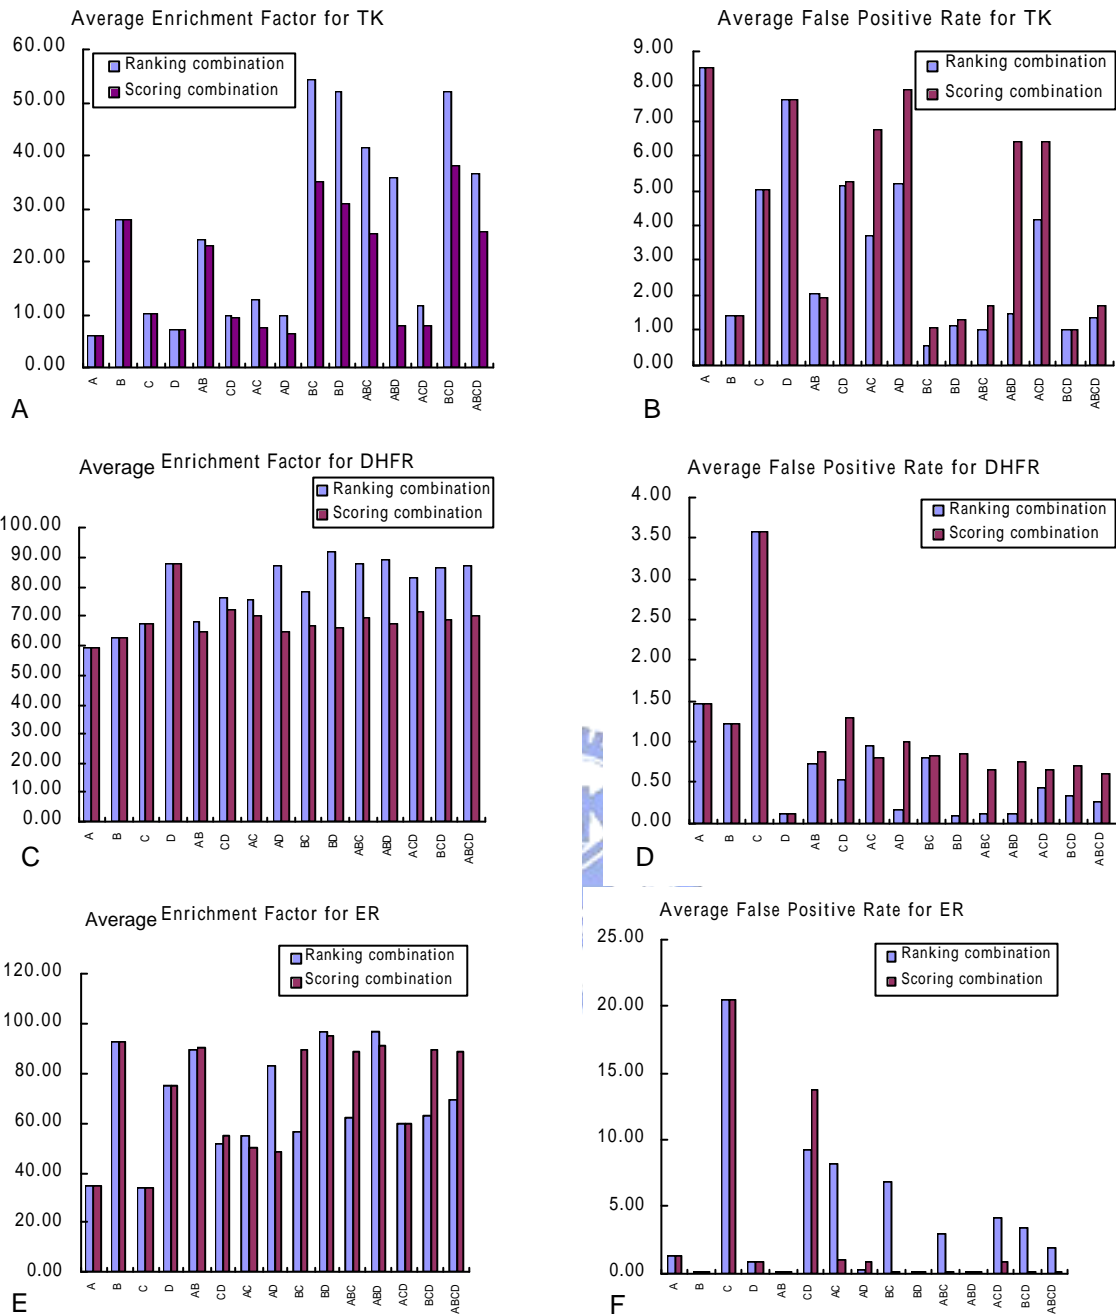 Average Enrichment Factor for TK
60.00
50.00
40.00
30.00
20.00
10.00
0.00
Ranking combination
Scoring combination
A B C D AB CD AC AD BC BD ABC ABD ACD BCD ABCD
A
Average False Positive Rate for TK
9.00
8.00
7.00
6.00
5.00
4.00
3.00
2.00
1.00
0.00
Ranking combination
Scoring combination
A B C D AB CD AC AD BC BD ABC ABD ACD BCD ABCD
B
Average Enrichment Factor for DHFR
Ranking combination
Scoring combination
100.00
90.00
80.00
70.00
60.00
50.00
40.00
30.00
20.00
10.00
0.00
A B C D AB CD AC AD BC BD ABC ABD ACD BCD ABCD
C
Average False Positive Rate for DHFR
4.00
3.50
3.00
2.50
2.00
1.50
1.00
0.50
0.00
Ranking combination
Scoring combination
A B C D AB CD AC AD BC BD ABC ABD ACD BCD ABCD
D
Average Enrichment Factor for ER
Ranking combination
Scoring combination
120.00
100.00
80.00
60.00
40.00
20.00
0.00
A B C D AB CD AC AD BC BD ABC ABD ACD BCD ABCD
E
Average False Positive Rate for ER
25.00
20.00
15.00
10.00
5.00
0.00
Ranking combination
Scoring combination
A B C D AB CD AC AD BC BD ABC ABD ACD BCD ABCD
F